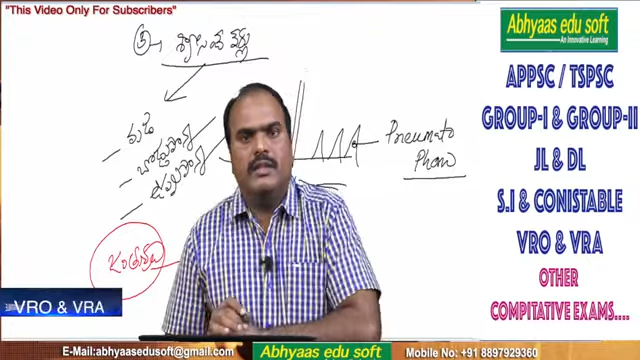 "This Video Only For Subscribers"
శ్వాసించే వేర్లు
మడ
Pneumato
Phore
VRO & VRA
Abhyaas edu soft
An Innovative Learning
APPSC / TSPSC
GROUP-I & GROUP-II
JL & DL
S.I & CONISTABLE
VRO & VRA
OTHER
COMPITATIVE EXAMS....
E-Mail:abhyaasedusoft@gmail.com
Abhyaas edu soft
Mobile No: +91 8897929360